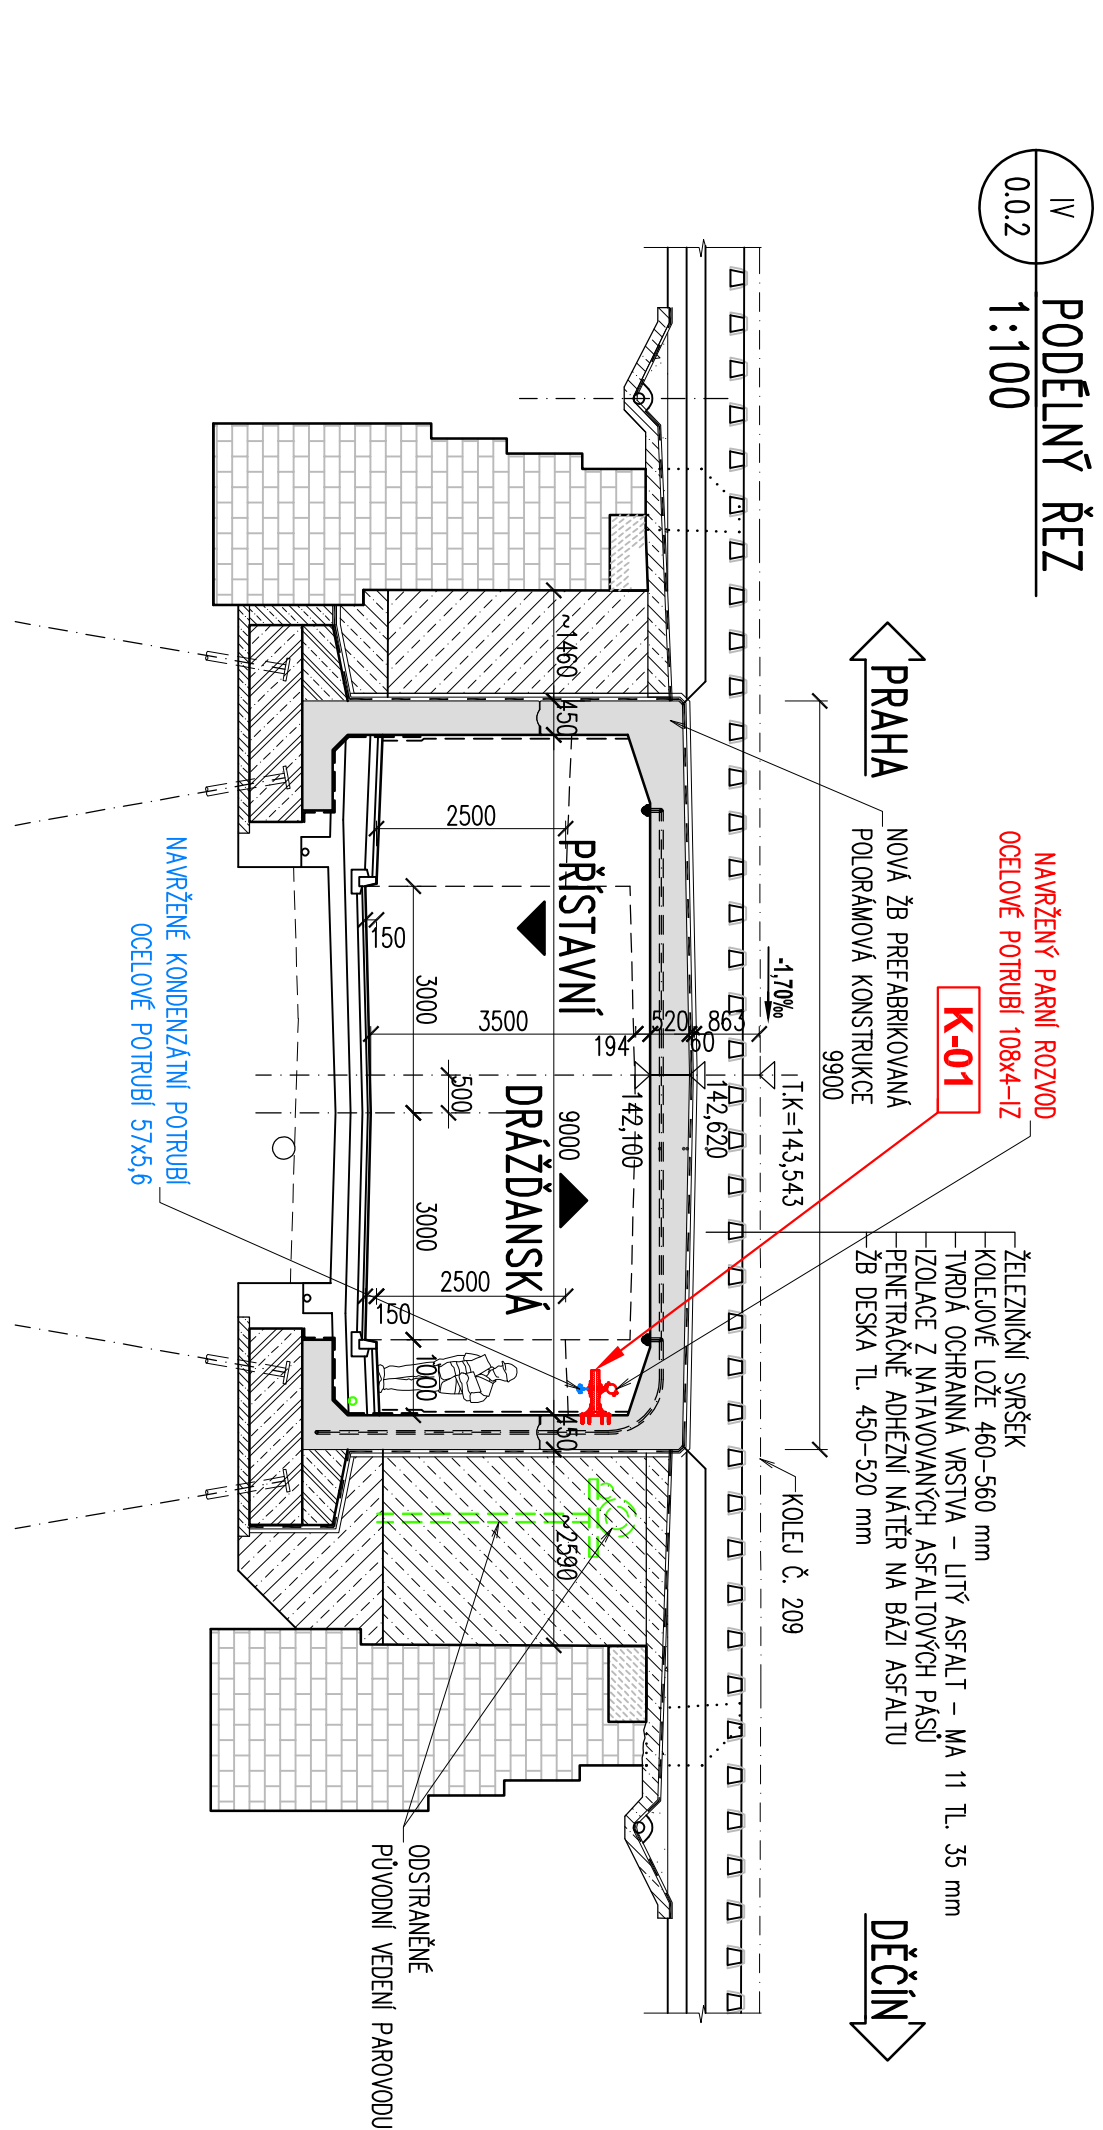 IV
0.0.2
PODÉLNÝ ŘEZ
1:100
PRAHA
DĚČÍN
NAVRŽENÝ PARNÍ ROZVOD
OCELOVÉ POTRUBÍ 108x4-IZ
K-01
NOVÁ ŽB PREFABRIKOVANÁ
POLORÁMOVÁ KONSTRUKCE
9900
ŽELEZNIČNÍ SVRŠEK
KOLEJOVÉ LOŽE 460-560 mm
TVRDÁ OCHRANNÁ VRSTVA - LITÝ ASFALT - MA 11 TL. 35 mm
IZOLACE Z NATAVOVANÝCH ASFALTOVÝCH PÁSŮ
PENETRAČNĚ ADHÉZNÍ NÁTĚR NA BÁZI ASFALTU
ŽB DESKA TL. 450-520 mm
-1,70‰
T.K=143,543
KOLEJ Č. 209
863
60
520
142,620
142,100
194
3500
~1460
450
9000
450
~2590
PŘÍSTAVNÍ
DRÁŽĎANSKÁ
2500
500
2500
150
3000
3000
150
1000
NAVRŽENÉ KONDENZÁTNÍ POTRUBÍ
OCELOVÉ POTRUBÍ 57x5,6
ODSTRANĚNÉ
PŮVODNÍ VEDENÍ PAROVODU